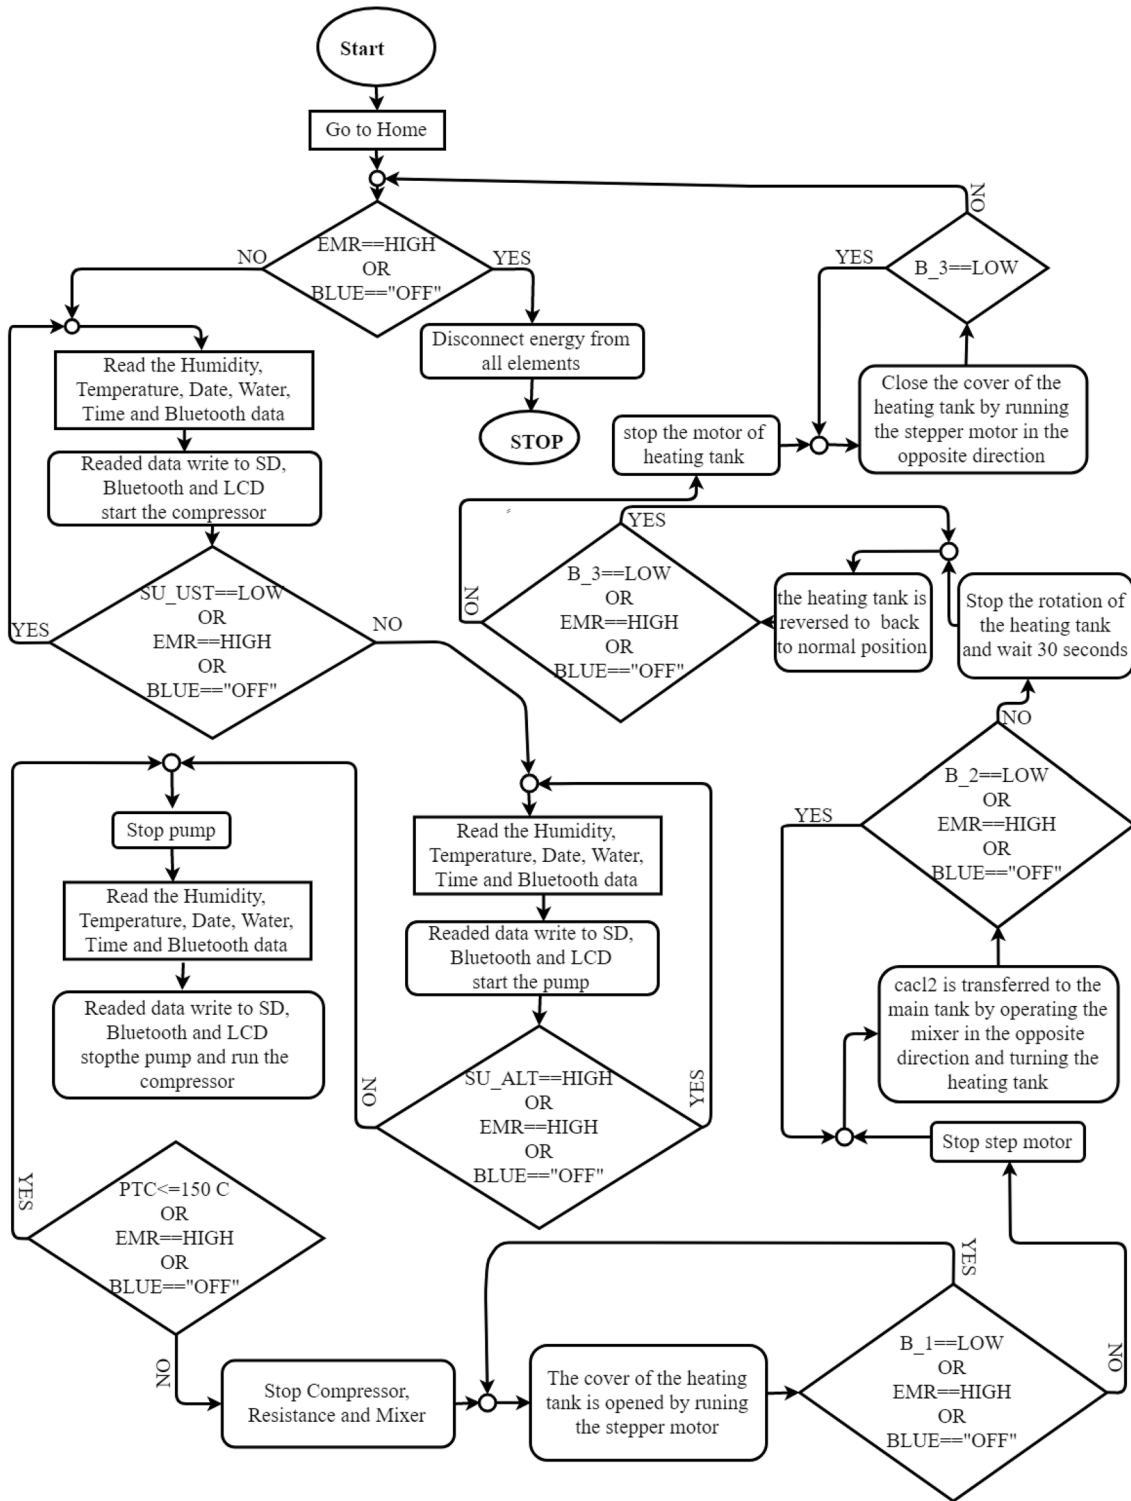 Start
Go to Home
EMR==HIGH
OR
BLUE=="OFF"
NO
YES
Disconnect energy from
all elements
STOP
Read the Humidity,
Temperature, Date, Water,
Time and Bluetooth data
Readed data write to SD,
Bluetooth and LCD
start the compressor
SU_UST==LOW
OR
EMR==HIGH
OR
BLUE=="OFF"
YES
NO
Read the Humidity,
Temperature, Date, Water,
Time and Bluetooth data
Readed data write to SD,
Bluetooth and LCD
start the pump
SU_ALT==HIGH
OR
EMR==HIGH
OR
BLUE=="OFF"
NO
YES
Stop pump
Read the Humidity,
Temperature, Date, Water,
Time and Bluetooth data
Readed data write to SD,
Bluetooth and LCD
stopthe pump and run the
compressor
PTC<=150 C
OR
EMR==HIGH
OR
BLUE=="OFF"
YES
NO
Stop Compressor,
Resistance and Mixer
The cover of the heating
tank is opened by runing
the stepper motor
B_1==LOW
OR
EMR==HIGH
OR
BLUE=="OFF"
YES
NO
Stop step motor
cacl2 is transferred to the
main tank by operating the
mixer in the opposite
direction and turning the
heating tank
B_2==LOW
OR
EMR==HIGH
OR
BLUE=="OFF"
YES
NO
Stop the rotation of
the heating tank
and wait 30 seconds
the heating tank is
reversed to back
to normal position
B_3==LOW
OR
EMR==HIGH
OR
BLUE=="OFF"
YES
NO
stop the motor of
heating tank
Close the cover of the
heating tank by running
the stepper motor in the
opposite direction
B_3==LOW
YES
NO